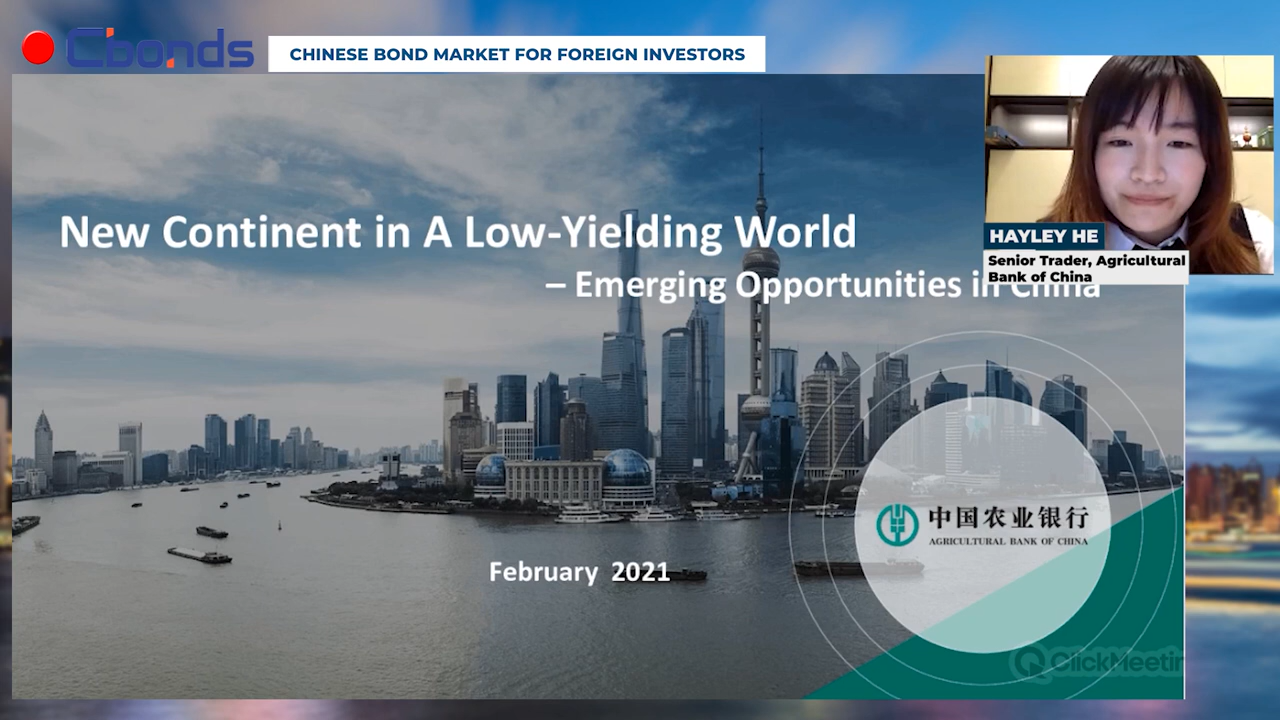 Cbonds
CHINESE BOND MARKET FOR FOREIGN INVESTORS
New Continent in A Low-Yielding World
– Emerging Opportunities in China
HAYLEY HE
Senior Trader, Agricultural
Bank of China
中国农业银行
AGRICULTURAL BANK OF CHINA
February 2021
ClickMeetin